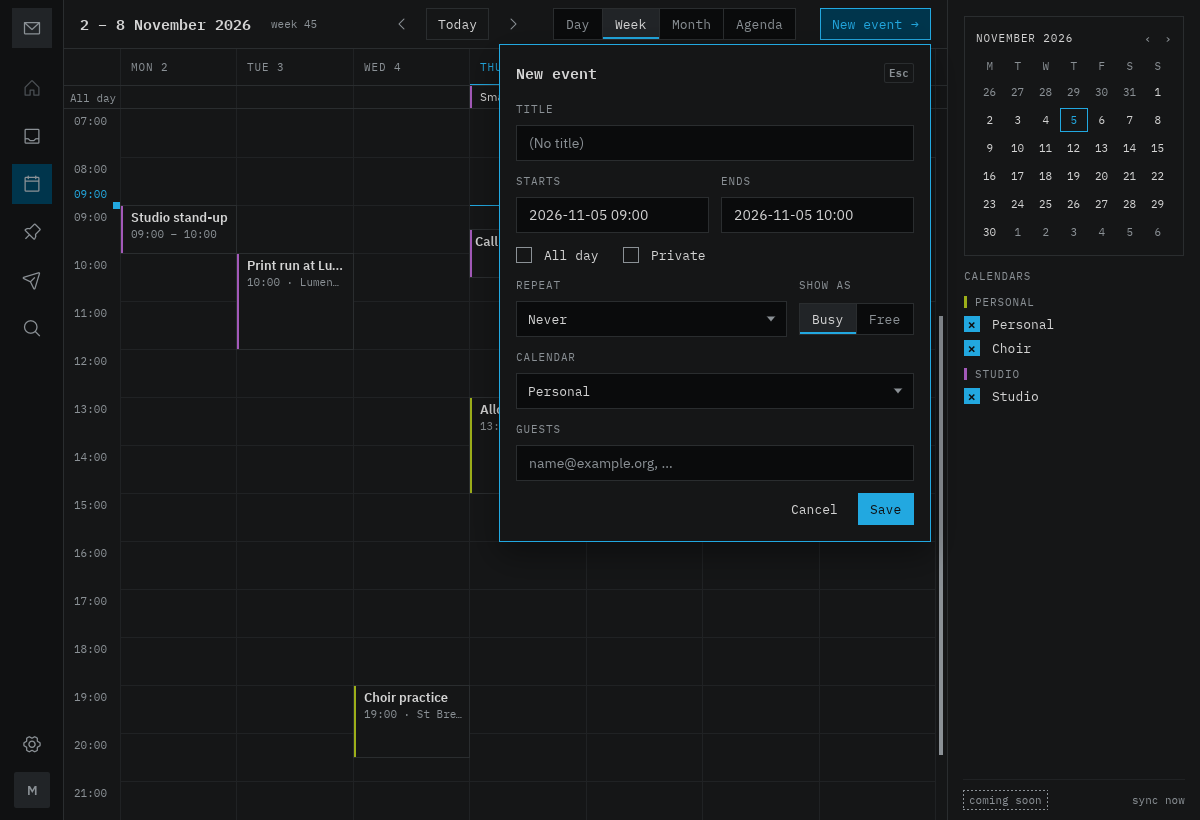 2 – 8 November 2026 week 45 Today Day Week Month Agenda New event →
MON 2 TUE 3 WED 4 THU
All day
07:00
08:00
09:00
09:00
10:00
11:00
12:00
13:00
14:00
15:00
16:00
17:00
18:00
19:00
20:00
21:00
Studio stand-up
09:00 – 10:00
Print run at Lu…
10:00 · Lumen…
Choir practice
19:00 · St Bre…
Call
13:
New event Esc
TITLE
(No title)
STARTS ENDS
2026-11-05 09:00 2026-11-05 10:00
All day Private
REPEAT SHOW AS
Never Busy Free
CALENDAR
Personal
GUESTS
name@example.org, ...
Cancel Save
NOVEMBER 2026 ‹ ›
M T W T F S S
26 27 28 29 30 31 1
2 3 4 5 6 7 8
9 10 11 12 13 14 15
16 17 18 19 20 21 22
23 24 25 26 27 28 29
30 1 2 3 4 5 6
CALENDARS
PERSONAL
Personal
Choir
STUDIO
Studio
coming soon sync now
M